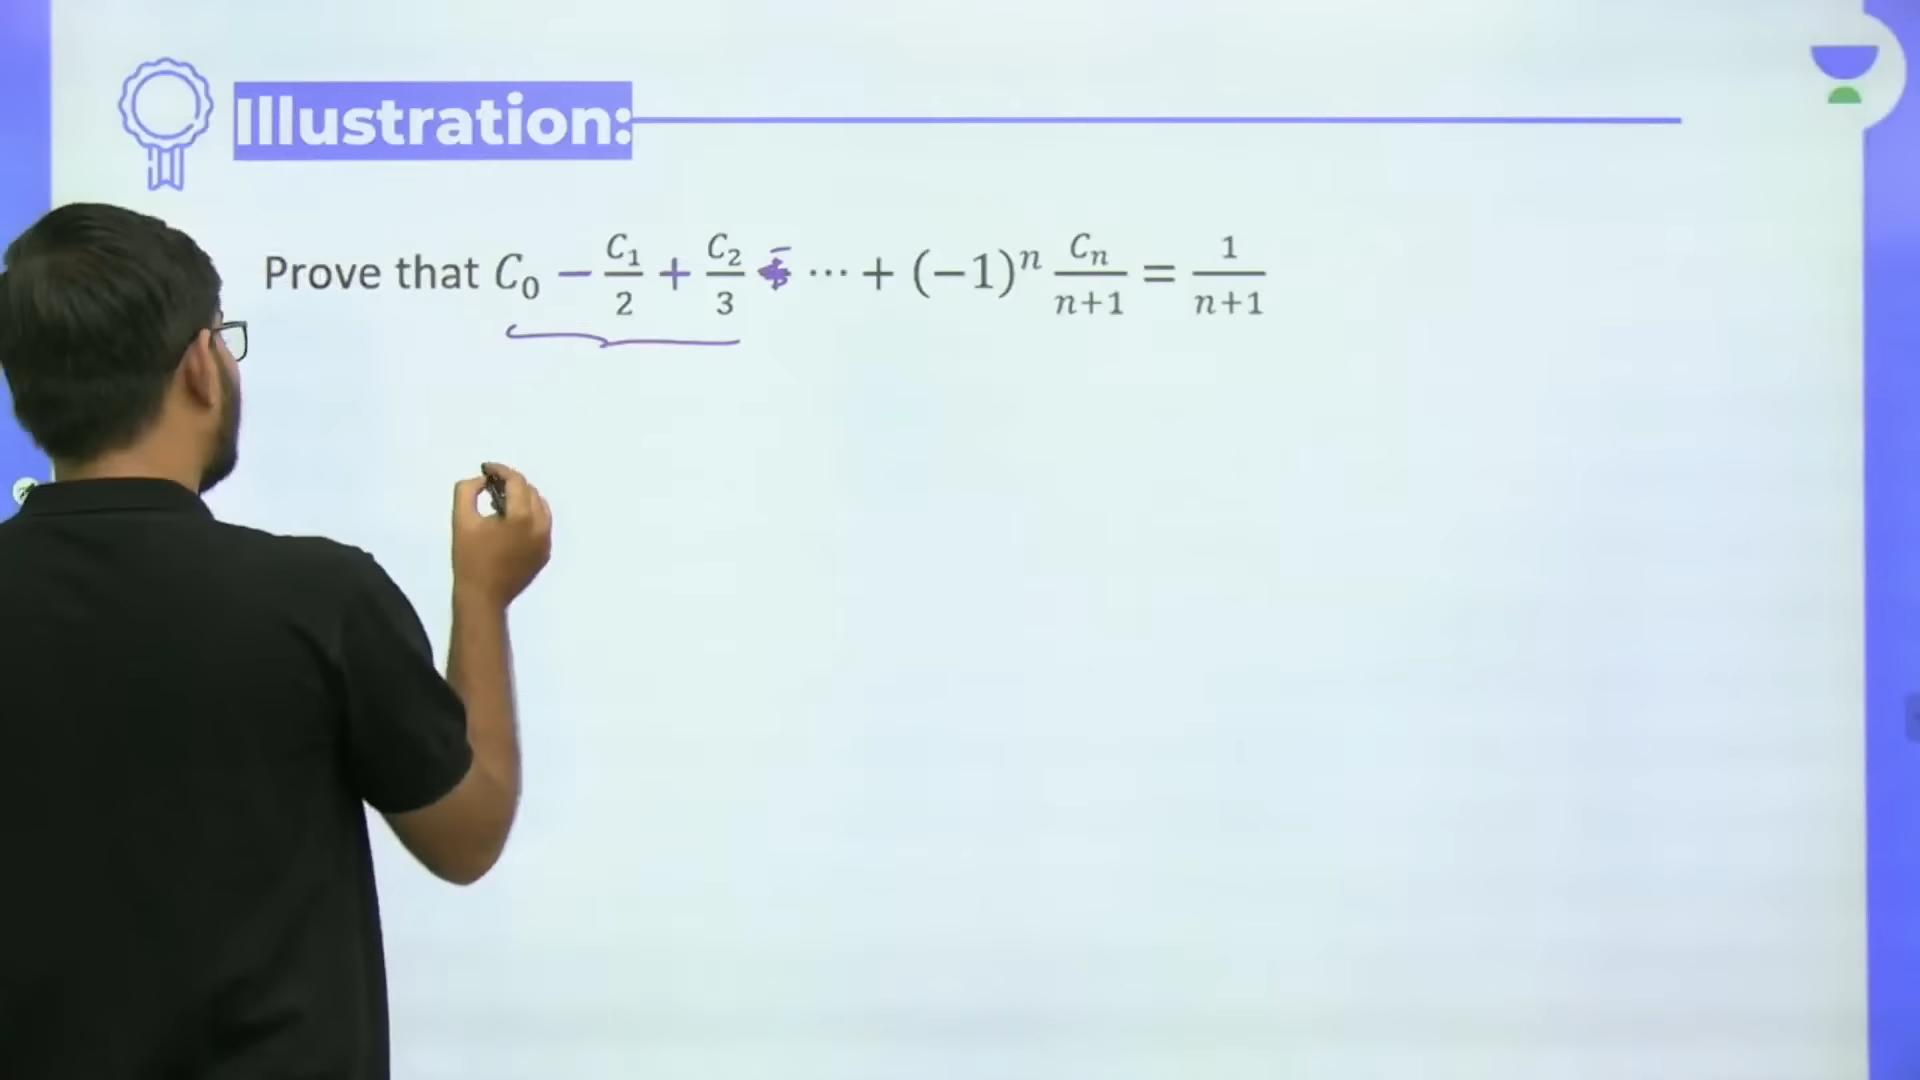 Illustration:
Prove that C₀ − C₁/2 + C₂/3 − ⋯ + (−1)ⁿ Cₙ/n+1 = 1/n+1